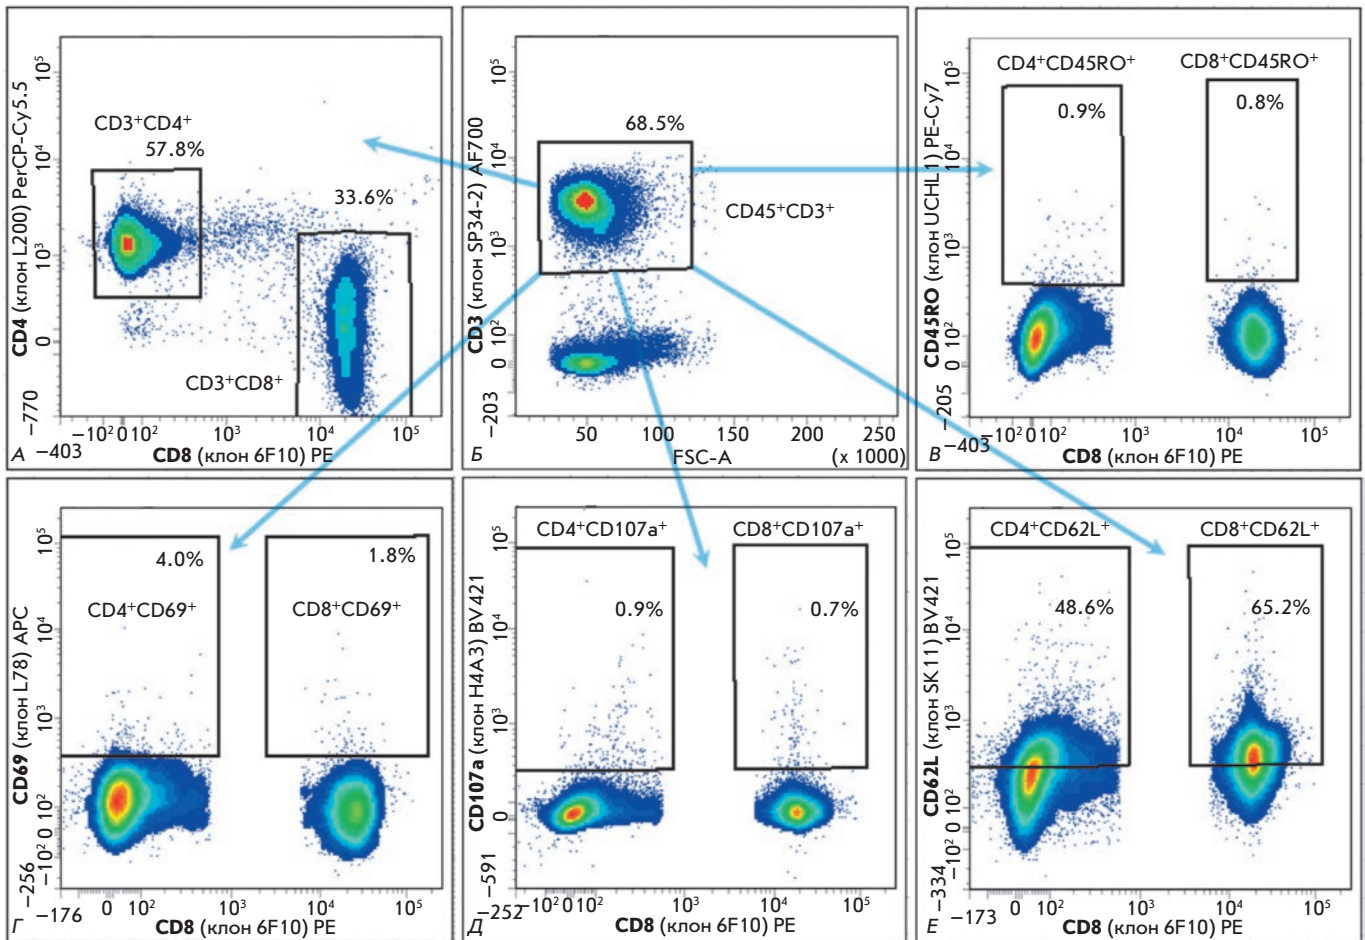 CD4 (клон L200) PerCP-Cy5.5
10⁵
10⁴
10³
0
−770
CD3⁺CD4⁺
57.8%
33.6%
CD3⁺CD8⁺
−10² 0 10² 10³ 10⁴ 10⁵
А −403 CD8 (клон 6F10) PE
CD3 (клон SP34-2) AF700
10⁵
10⁴
10³
10²
0
−203
68.5%
CD45⁺CD3⁺
50 100 150 200 250
Б FSC-A (x 1000)
CD45RO (клон UCHL1) PE-Cy7
10⁵
10⁴
10³
10²
0
−205
CD4⁺CD45RO⁺ CD8⁺CD45RO⁺
0.9% 0.8%
−10² 0 10² 10³ 10⁴ 10⁵
В −403 CD8 (клон 6F10) PE
CD69 (клон L78) APC
10⁵
10⁴
10³
10²
0
−10²
−256
4.0% 1.8%
CD4⁺CD69⁺ CD8⁺CD69⁺
0 10² 10³ 10⁴ 10⁵
Г −176 CD8 (клон 6F10) PE
CD107a (клон H4A3) BV421
10⁵
10⁴
10³
0
−591
CD4⁺CD107a⁺ CD8⁺CD107a⁺
0.9% 0.7%
−10² 0 10² 10³ 10⁴ 10⁵
Д −252 CD8 (клон 6F10) PE
CD62L (клон SK11) BV421
10⁵
10⁴
10³
10²
0
−10²
−334
CD4⁺CD62L⁺ CD8⁺CD62L⁺
48.6% 65.2%
0 10² 10³ 10⁴ 10⁵
Е −173 CD8 (клон 6F10) PE